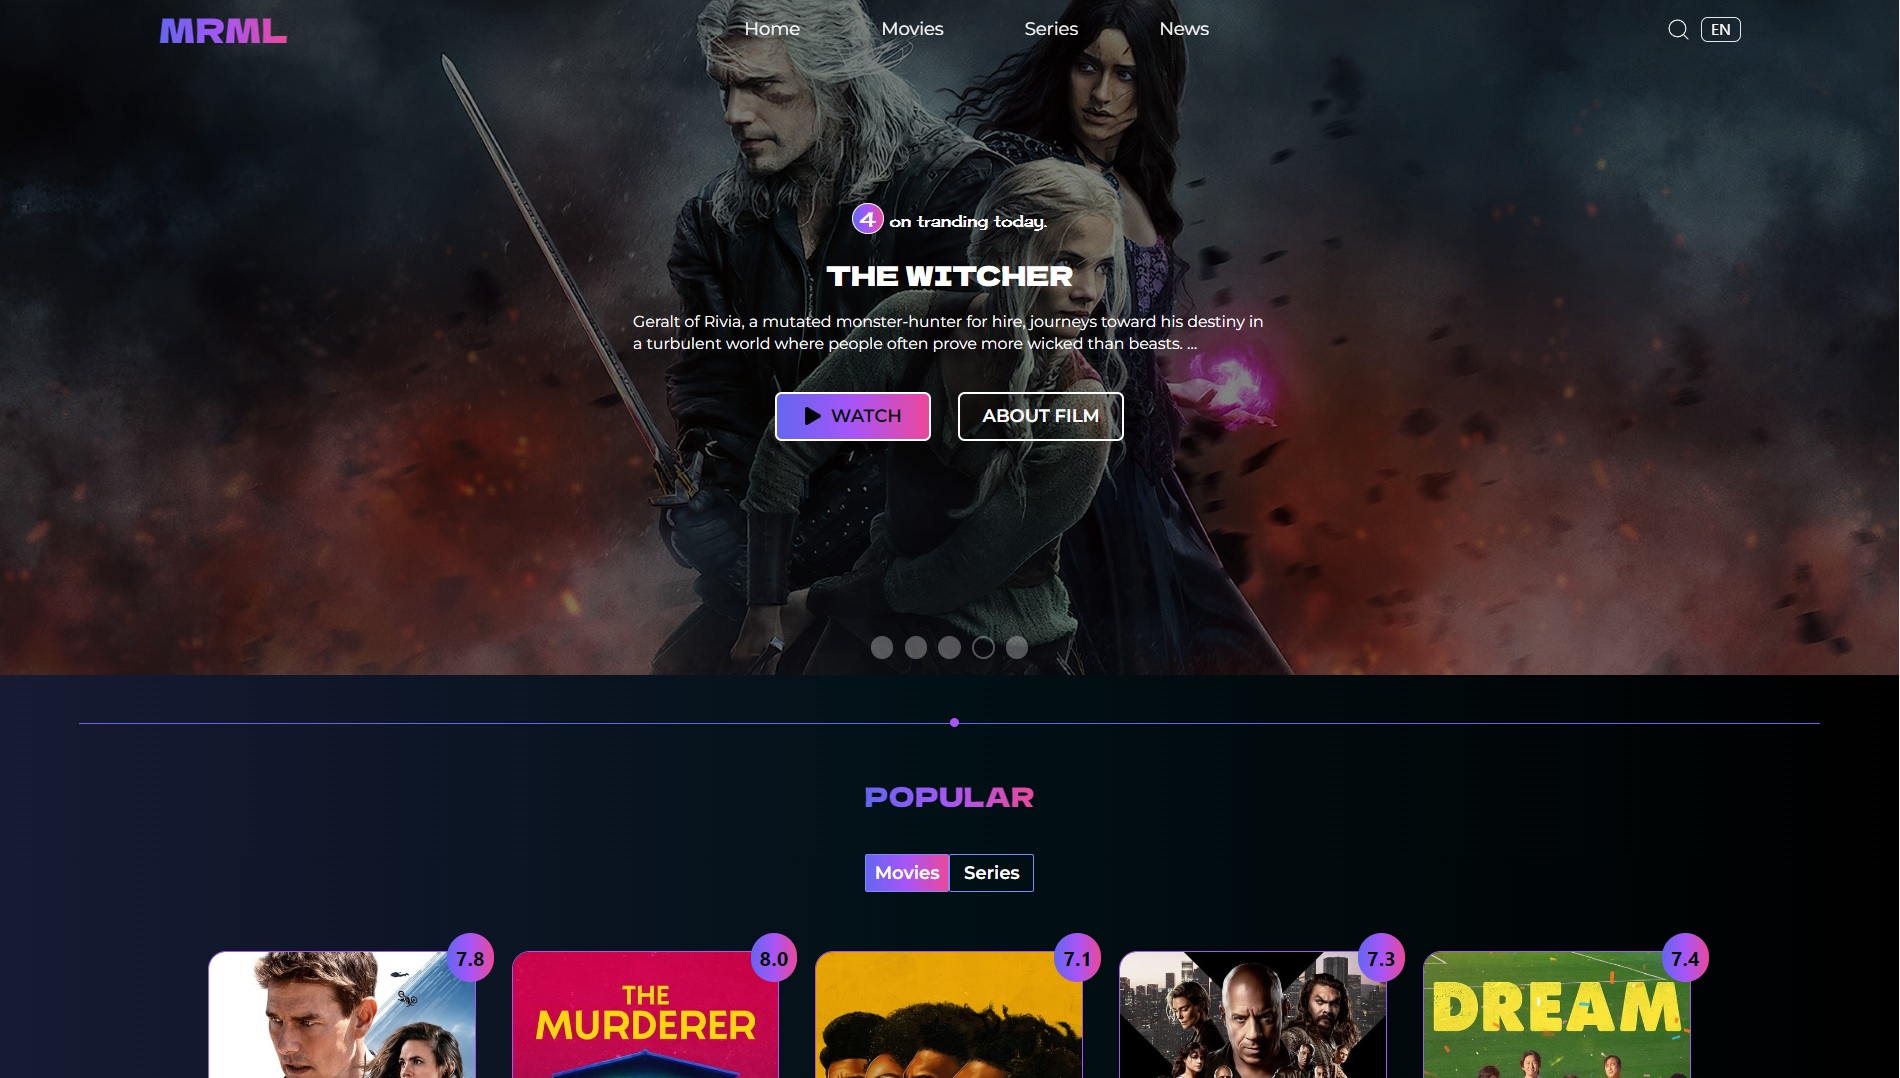 MRML
Home
Movies
Series
News
EN
4 on tranding today.
THE WITCHER
Geralt of Rivia, a mutated monster-hunter for hire, journeys toward his destiny in
a turbulent world where people often prove more wicked than beasts. ...
WATCH
ABOUT FILM
POPULAR
Movies
Series
7.8
8.0
7.1
7.3
7.4
THE
MURDERER
DREAM